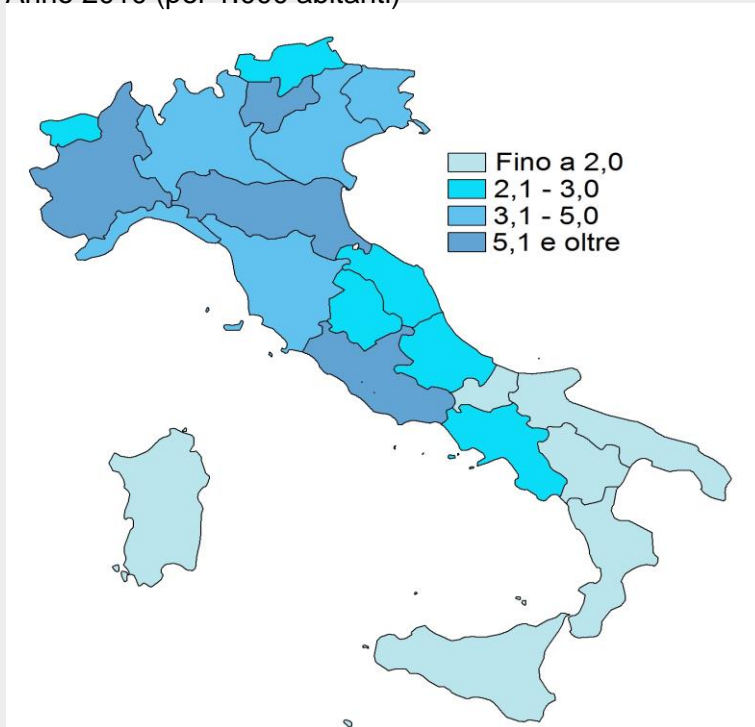 Anno 2010 (per 1.000 abitanti)
Fino a 2,0
2,1 - 3,0
3,1 - 5,0
5,1 e oltre